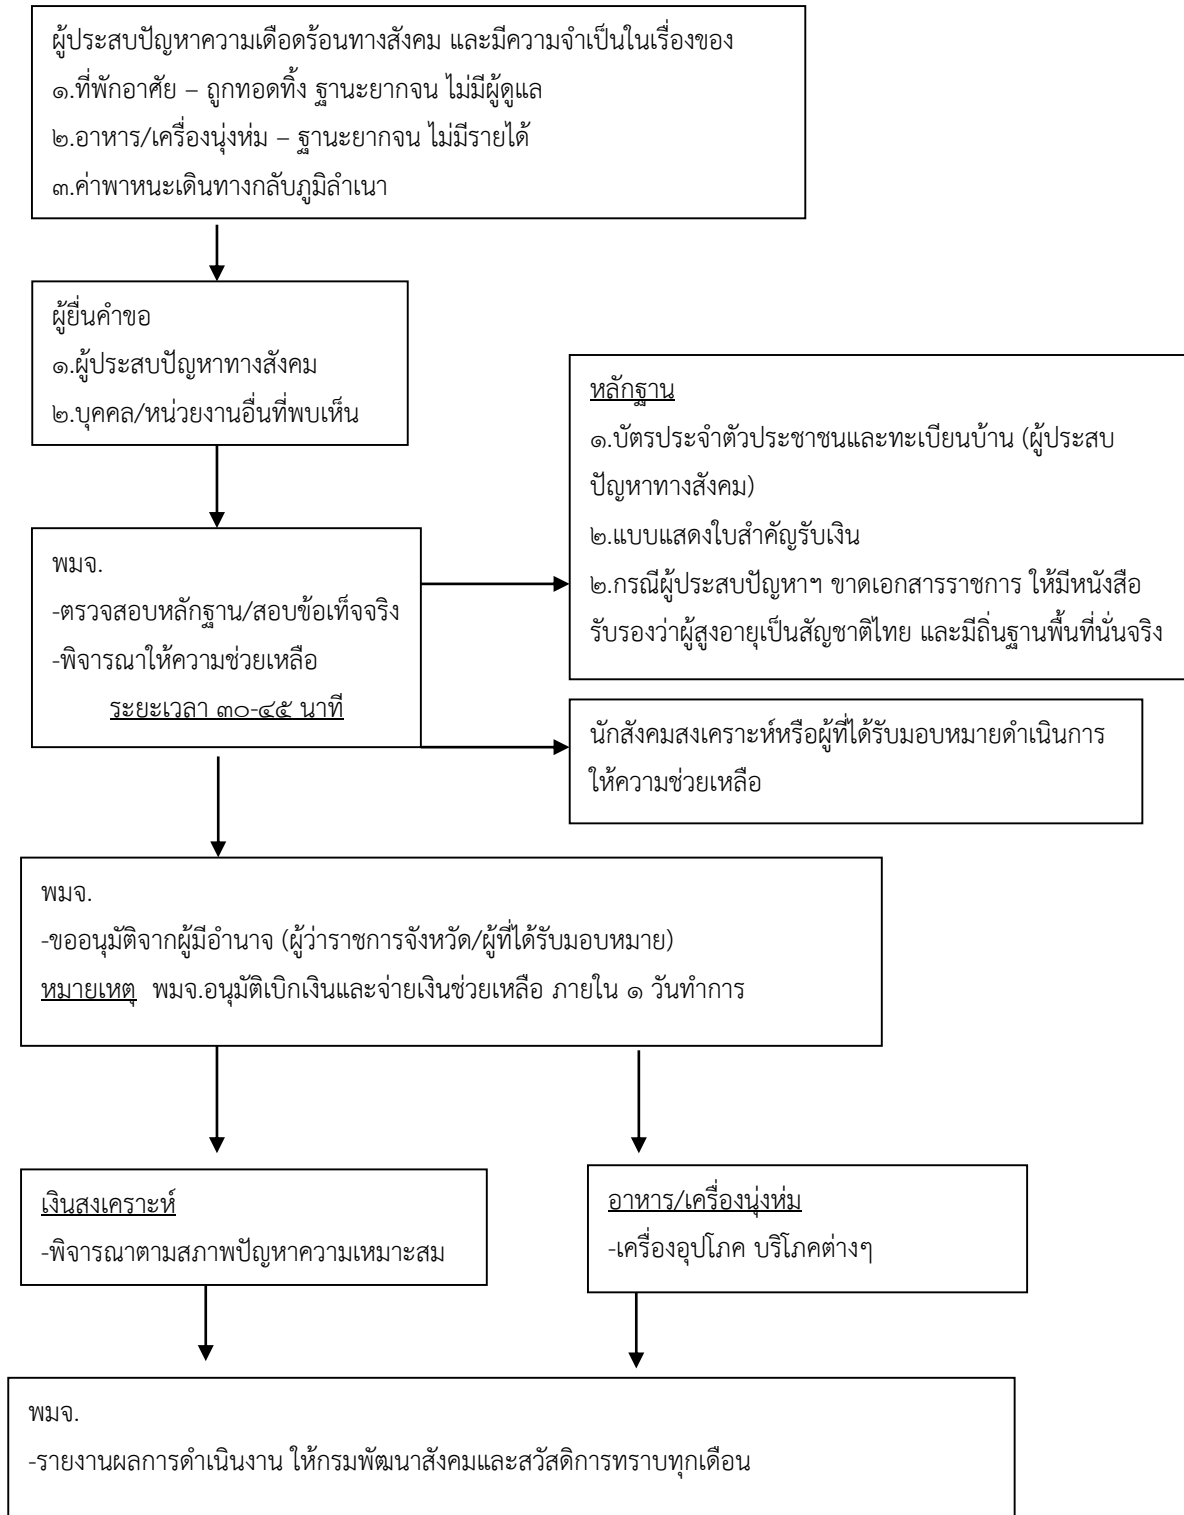 ผู้ประสบปัญหาความเดือดร้อนทางสังคม และมีความจำเป็นในเรื่องของ
๑.ที่พักอาศัย – ถูกทอดทิ้ง ฐานะยากจน ไม่มีผู้ดูแล
๒.อาหาร/เครื่องนุ่งห่ม – ฐานะยากจน ไม่มีรายได้
๓.ค่าพาหนะเดินทางกลับภูมิลำเนา
ผู้ยื่นคำขอ
๑.ผู้ประสบปัญหาทางสังคม
๒.บุคคล/หน่วยงานอื่นที่พบเห็น
หลักฐาน
๑.บัตรประจำตัวประชาชนและทะเบียนบ้าน (ผู้ประสบ
ปัญหาทางสังคม)
๒.แบบแสดงใบสำคัญรับเงิน
๒.กรณีผู้ประสบปัญหาฯ ขาดเอกสารราชการ ให้มีหนังสือ
รับรองว่าผู้สูงอายุเป็นสัญชาติไทย และมีถิ่นฐานพื้นที่นั่นจริง
พมจ.
-ตรวจสอบหลักฐาน/สอบข้อเท็จจริง
-พิจารณาให้ความช่วยเหลือ
ระยะเวลา ๓๐-๔๕ นาที
นักสังคมสงเคราะห์หรือผู้ที่ได้รับมอบหมายดำเนินการ
ให้ความช่วยเหลือ
พมจ.
-ขออนุมัติจากผู้มีอำนาจ (ผู้ว่าราชการจังหวัด/ผู้ที่ได้รับมอบหมาย)
หมายเหตุ พมจ.อนุมัติเบิกเงินและจ่ายเงินช่วยเหลือ ภายใน ๑ วันทำการ
เงินสงเคราะห์
-พิจารณาตามสภาพปัญหาความเหมาะสม
อาหาร/เครื่องนุ่งห่ม
-เครื่องอุปโภค บริโภคต่างๆ
พมจ.
-รายงานผลการดำเนินงาน ให้กรมพัฒนาสังคมและสวัสดิการทราบทุกเดือน